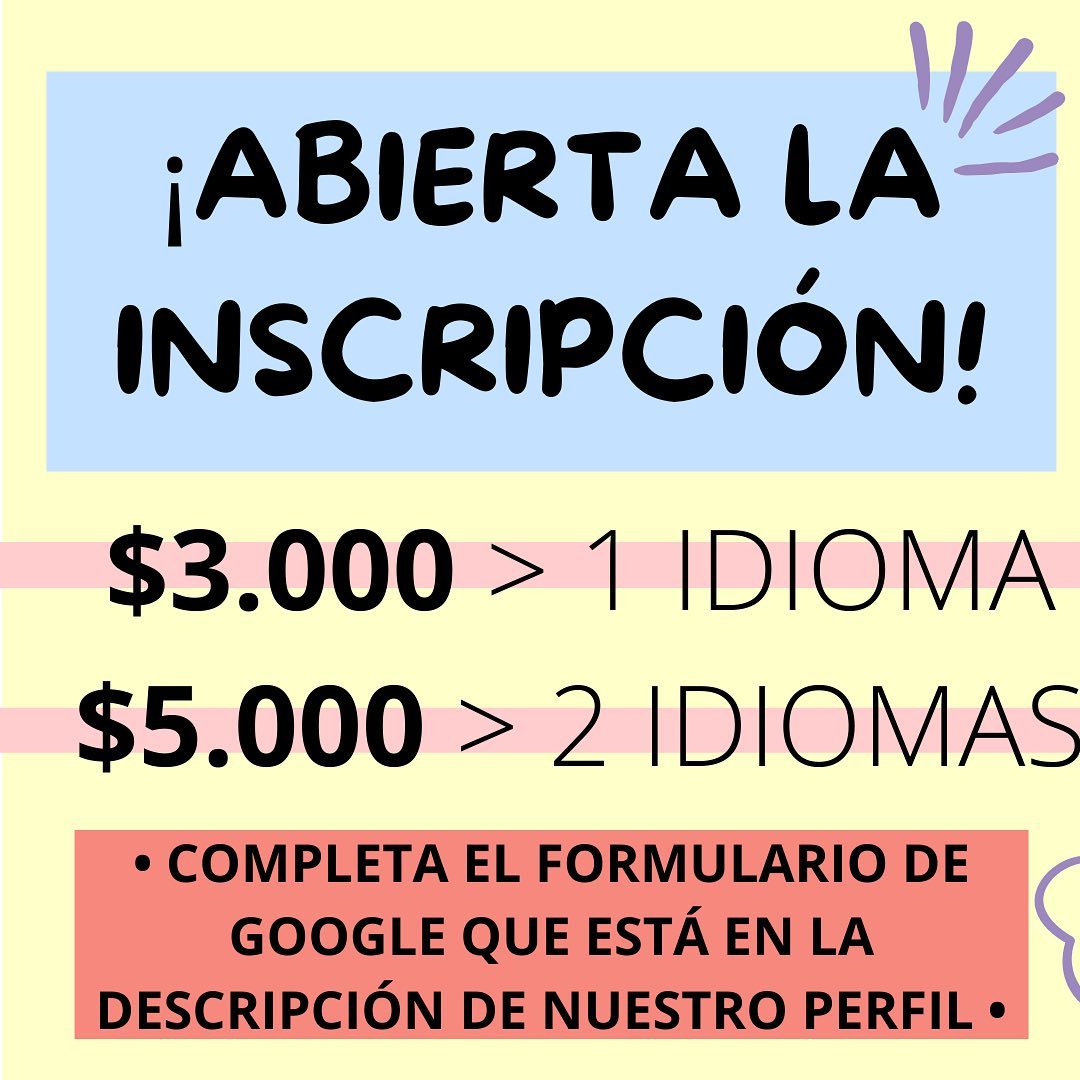 ¡ABIERTA LA
INSCRIPCIÓN!
$3.000 > 1 IDIOMA
$5.000 > 2 IDIOMAS
• COMPLETA EL FORMULARIO DE
GOOGLE QUE ESTÁ EN LA
DESCRIPCIÓN DE NUESTRO PERFIL •